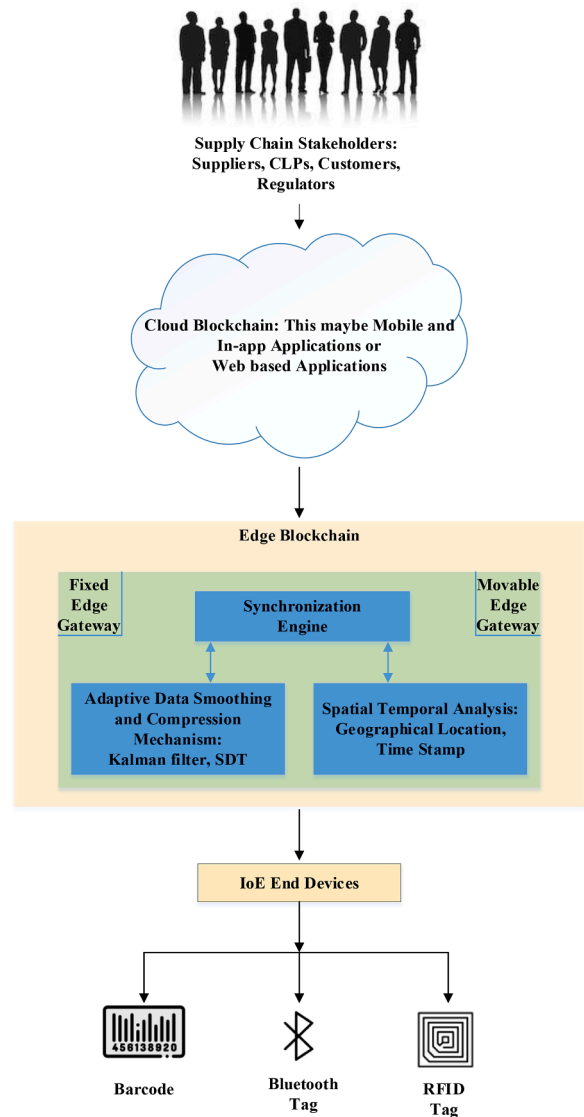 Supply Chain Stakeholders:
Suppliers, CLPs, Customers,
Regulators
Cloud Blockchain: This maybe Mobile and
In-app Applications or
Web based Applications
Edge Blockchain
Fixed
Edge
Gateway
Movable
Edge
Gateway
Synchronization
Engine
Adaptive Data Smoothing
and Compression
Mechanism:
Kalman filter, SDT
Spatial Temporal Analysis:
Geographical Location,
Time Stamp
IoE End Devices
456138920
Barcode
Bluetooth
Tag
RFID
Tag